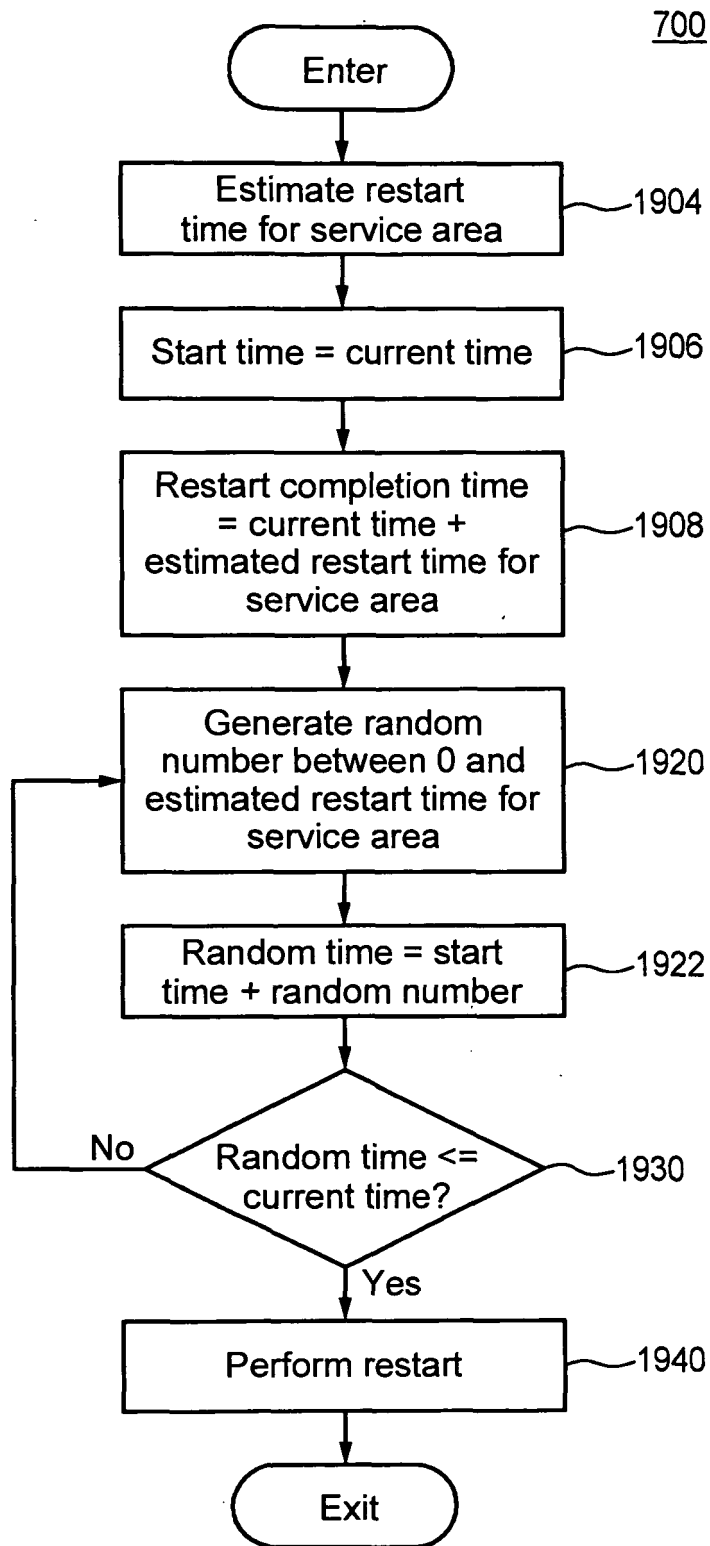 700
Enter
Estimate restart
time for service area
1904
Start time = current time
1906
Restart completion time
= current time +
estimated restart time for
service area
1908
Generate random
number between 0 and
estimated restart time for
service area
1920
Random time = start
time + random number
1922
No
Random time <=
current time?
1930
Yes
Perform restart
1940
Exit